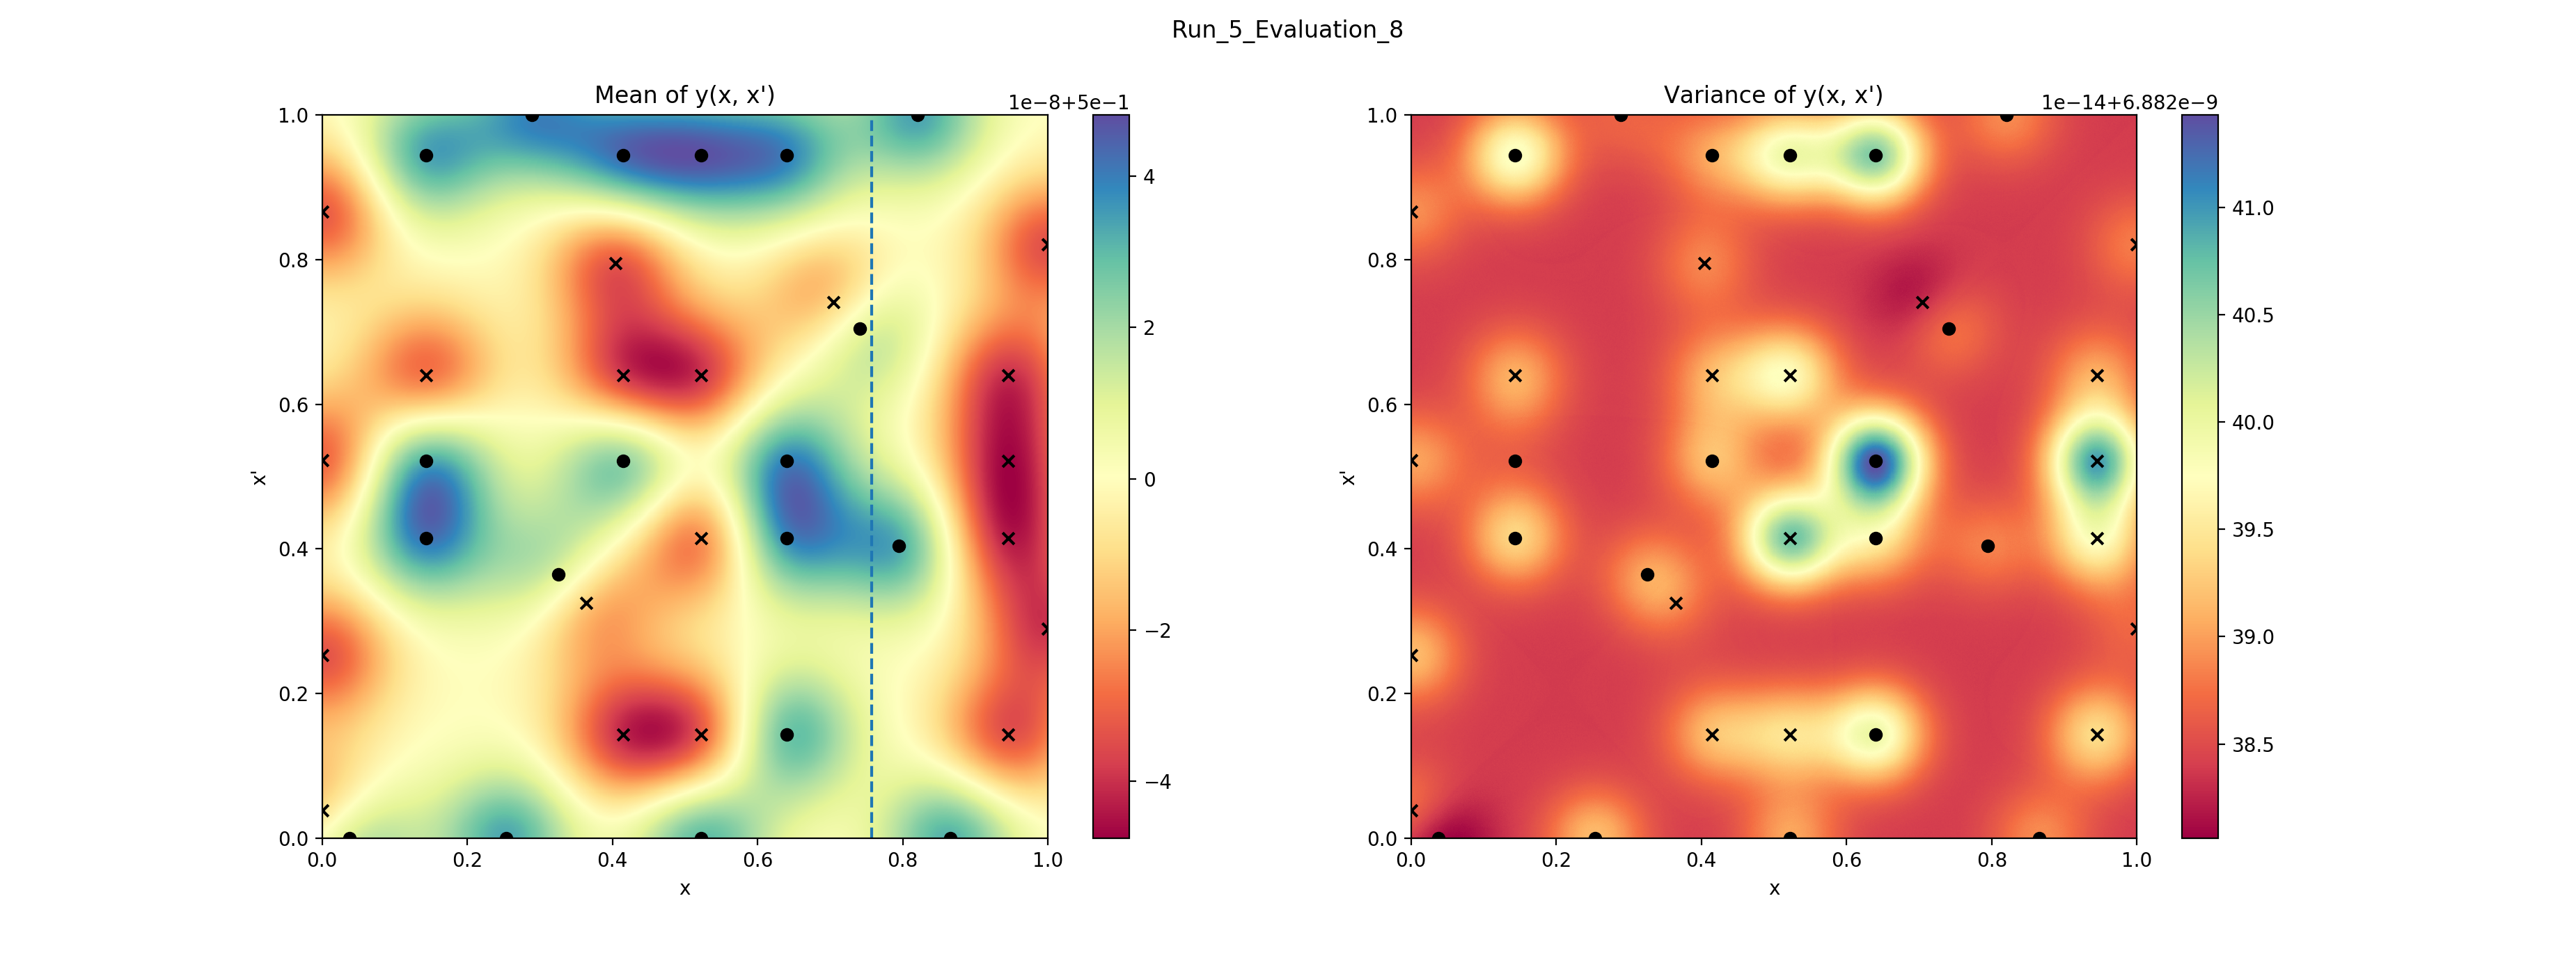 Run_5_Evaluation_8
Mean of y(x, x')
1e−8+5e−1
1.0
0.8
0.6
0.4
0.2
0.0
x'
0.0 0.2 0.4 0.6 0.8 1.0
x
4
2
0
−2
−4
Variance of y(x, x')
1e−14+6.882e−9
1.0
0.8
0.6
0.4
0.2
0.0
x'
0.0 0.2 0.4 0.6 0.8 1.0
x
41.0
40.5
40.0
39.5
39.0
38.5